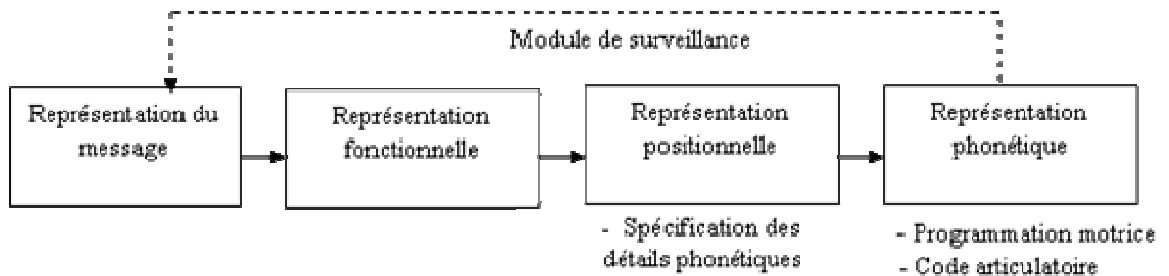 Module de surveillance
Représentation du
message
Représentation
fonctionnelle
Représentation
positionnelle
Représentation
phonétique
- Spécification des
détails phonétiques
- Programmation motrice
- Code articulatoire